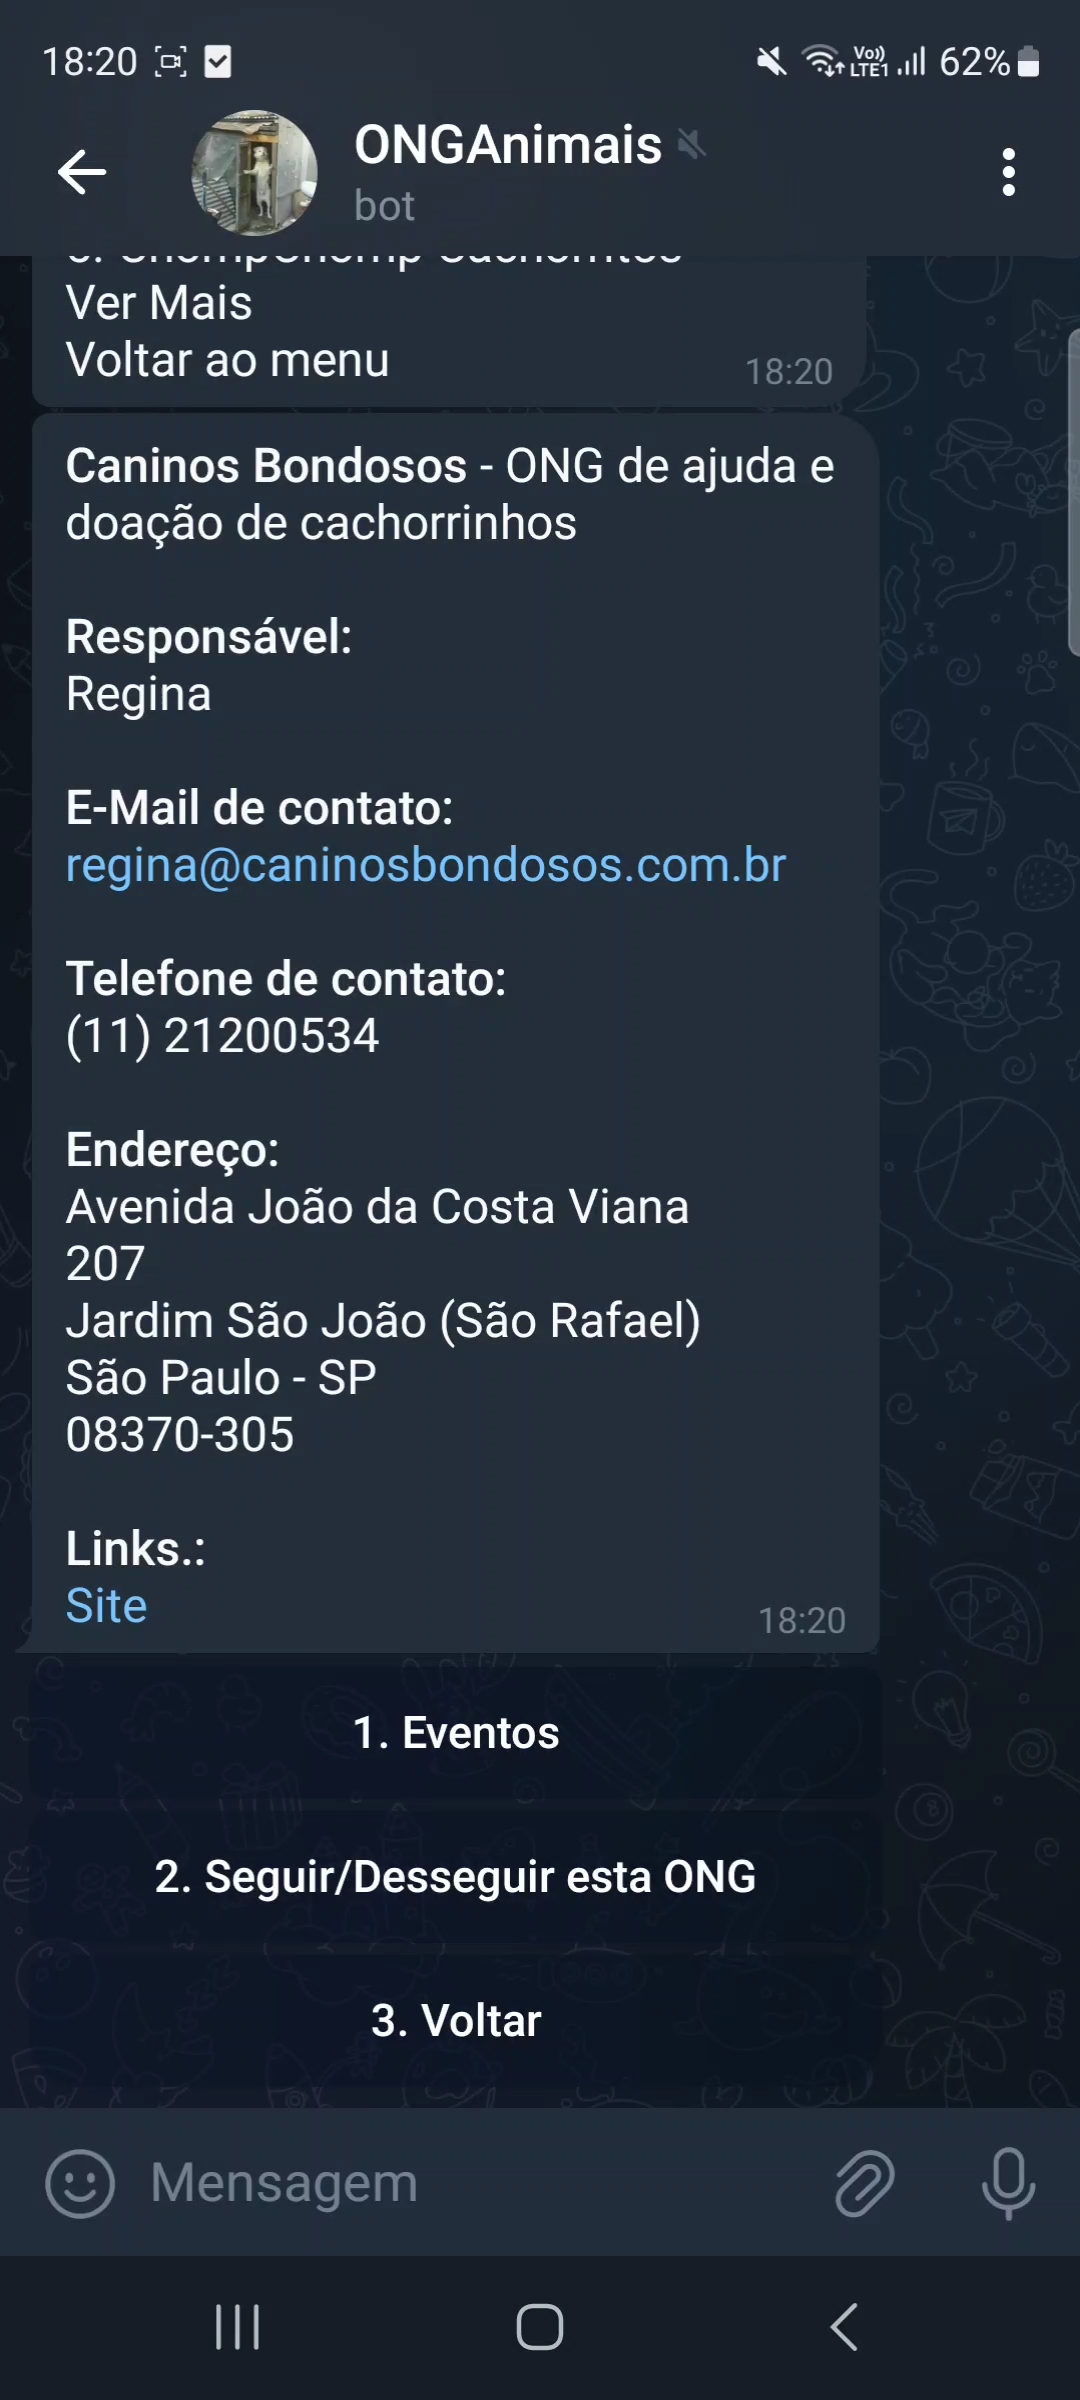 18:20
Vo))
LTE1
62%
ONGAnimais
bot
Ver Mais
Voltar ao menu
18:20
Caninos Bondosos - ONG de ajuda e
doação de cachorrinhos
Responsável:
Regina
E-Mail de contato:
regina@caninosbondosos.com.br
Telefone de contato:
(11) 21200534
Endereço:
Avenida João da Costa Viana
207
Jardim São João (São Rafael)
São Paulo - SP
08370-305
Links.:
Site
18:20
1. Eventos
2. Seguir/Desseguir esta ONG
3. Voltar
Mensagem